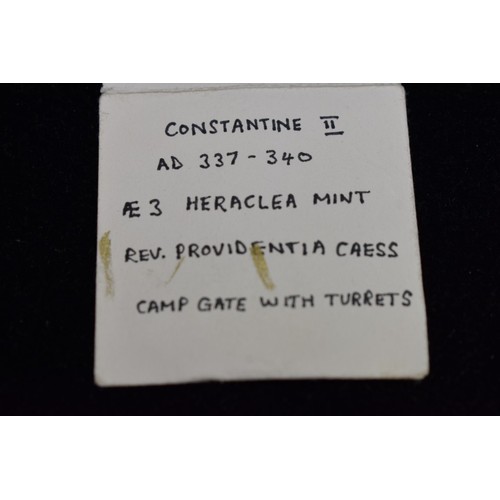 CONSTANTINE II
AD 337-340
Æ3 HERACLEA MINT
REV. PROVIDENTIA CAESS
CAMP GATE WITH TURRETS